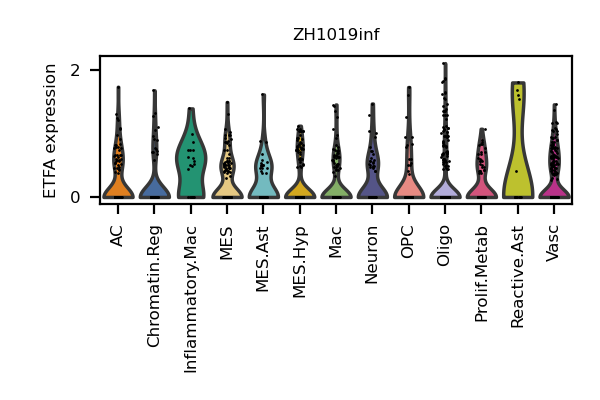 ZH1019inf
ETFA expression
2
0
AC
Chromatin.Reg
Inflammatory.Mac
MES
MES.Ast
MES.Hyp
Mac
Neuron
OPC
Oligo
Prolif.Metab
Reactive.Ast
Vasc